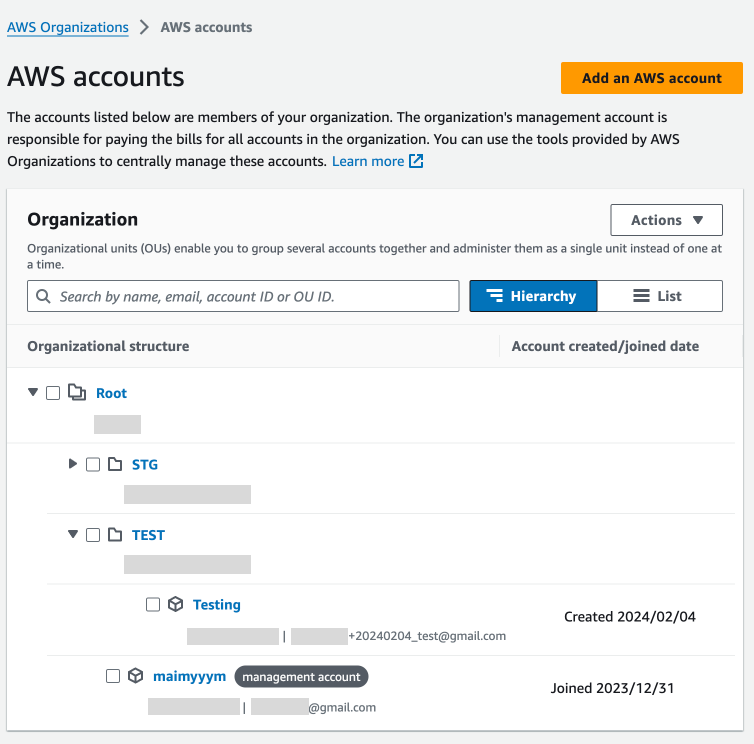 AWS Organizations > AWS accounts
AWS accounts
Add an AWS account
The accounts listed below are members of your organization. The organization's management account is
responsible for paying the bills for all accounts in the organization. You can use the tools provided by AWS
Organizations to centrally manage these accounts. Learn more
Organization
Actions
Organizational units (OUs) enable you to group several accounts together and administer them as a single unit instead of one at
a time.
Search by name, email, account ID or OU ID.
Hierarchy
List
Organizational structure
Account created/joined date
Root
STG
TEST
Testing
Created 2024/02/04
| +20240204_test@gmail.com
maimyyym management account
Joined 2023/12/31
| @gmail.com